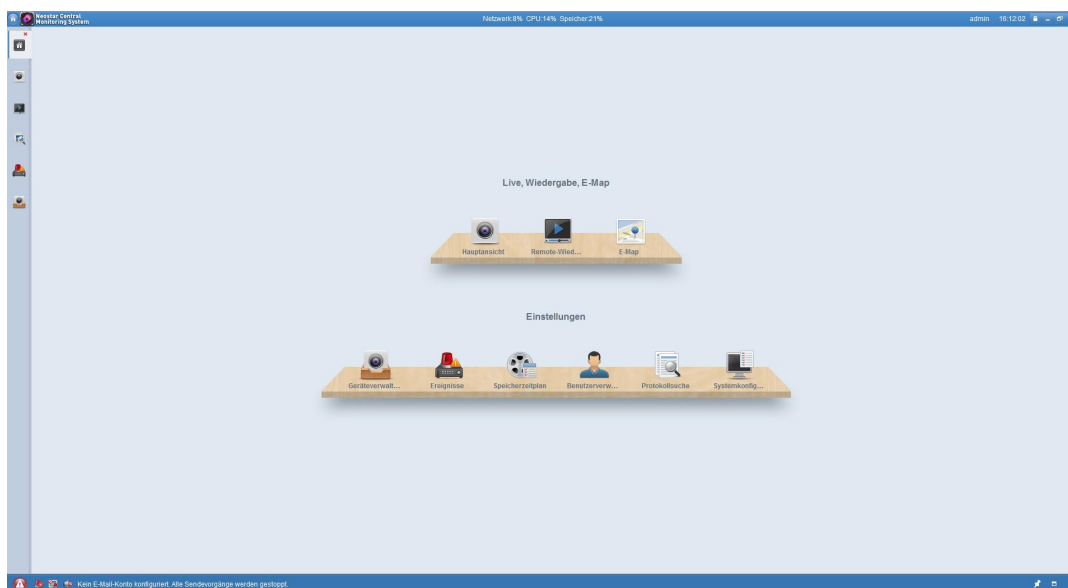 Neostar Central
Monitoring System
Netzwerk:8% CPU:14% Speicher:21%
admin 16:12:02
Live, Wiedergabe, E-Map
Hauptansicht Remote-Wied... E-Map
Einstellungen
Geräteverwalt... Ereignisse Speicherzeitplan Benutzerverw... Protokollsuche Systemkonfig...
Kein E-Mail-Konto konfiguriert. Alle Sendevorgänge werden gestoppt.